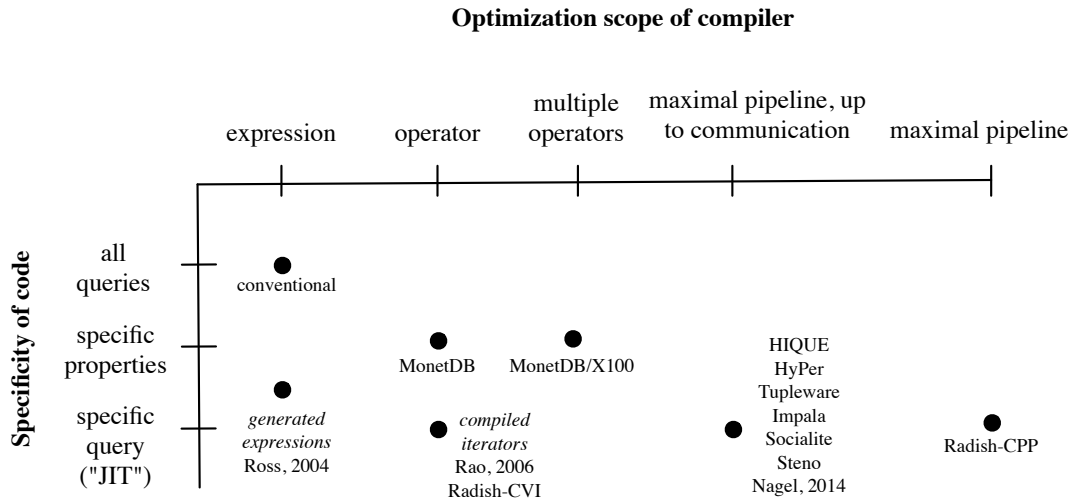 Optimization scope of compiler
expression
operator
multiple
operators
maximal pipeline, up
to communication
maximal pipeline
Specificity of code
all
queries
conventional
specific
properties
MonetDB
MonetDB/X100
specific
query
("JIT")
generated
expressions
Ross, 2004
compiled
iterators
Rao, 2006
Radish-CVI
HIQUE
HyPer
Tupleware
Impala
Socialite
Steno
Nagel, 2014
Radish-CPP